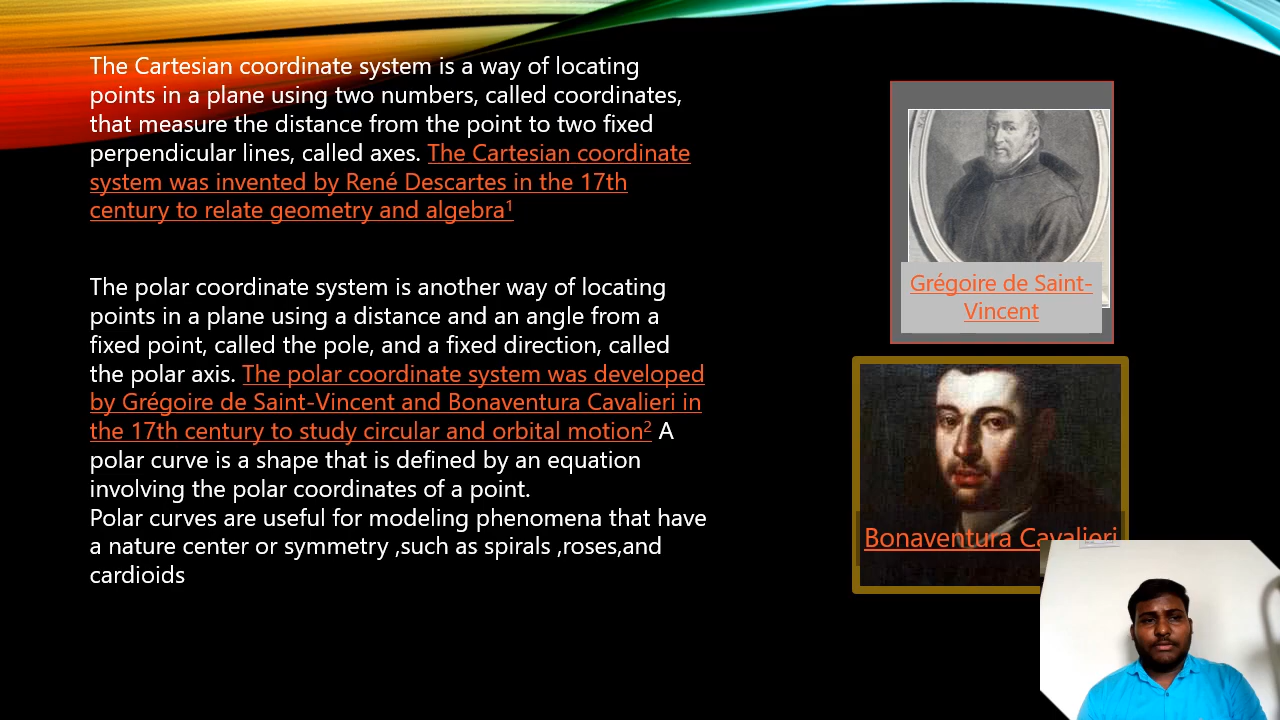 The Cartesian coordinate system is a way of locating
points in a plane using two numbers, called coordinates,
that measure the distance from the point to two fixed
perpendicular lines, called axes. The Cartesian coordinate
system was invented by René Descartes in the 17th
century to relate geometry and algebra¹
The polar coordinate system is another way of locating
points in a plane using a distance and an angle from a
fixed point, called the pole, and a fixed direction, called
the polar axis. The polar coordinate system was developed
by Grégoire de Saint-Vincent and Bonaventura Cavalieri in
the 17th century to study circular and orbital motion² A
polar curve is a shape that is defined by an equation
involving the polar coordinates of a point.
Polar curves are useful for modeling phenomena that have
a nature center or symmetry ,such as spirals ,roses,and
cardioids
Grégoire de Saint-
Vincent
Bonaventura Cavalieri